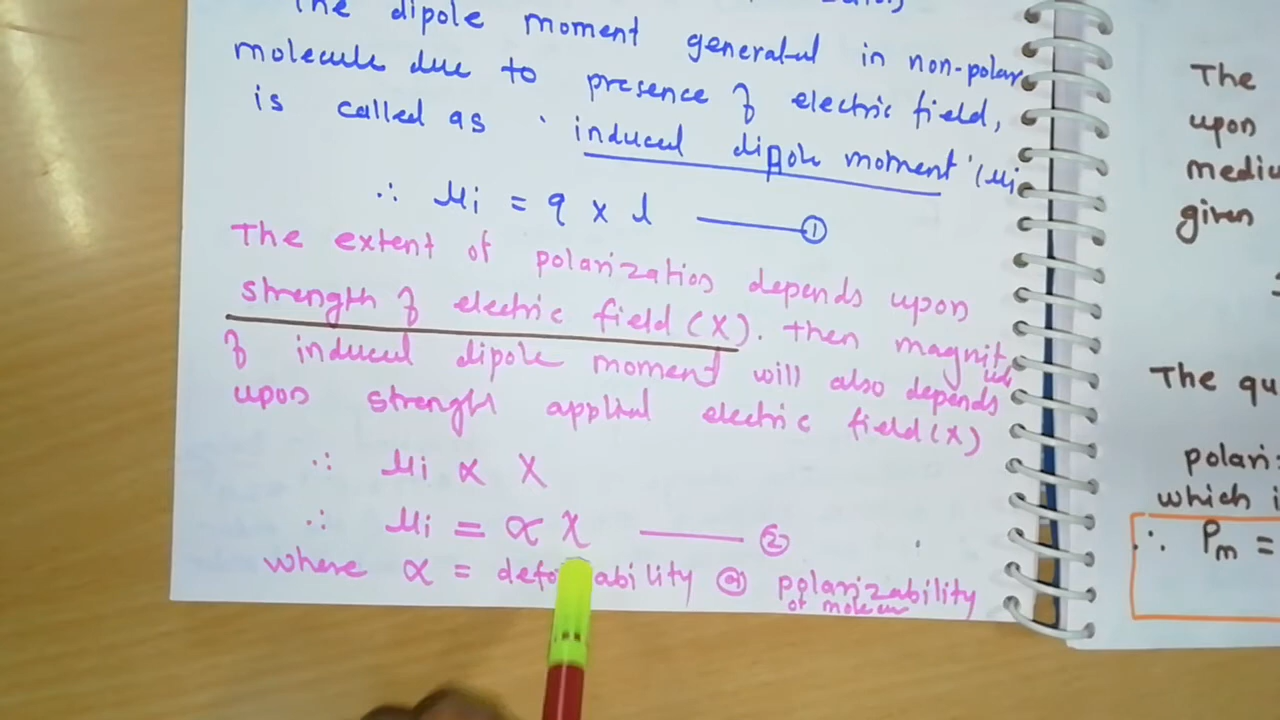 The dipole moment generated in non-polar
molecule due to presence of electric field,
is called as 'induced dipole moment' (μi
∴ μi = q x l ①
The extent of polarization depends upon
strength of electric field (X). Then magnitude
of induced dipole moment will also depends
upon strenght applied electric field (X)
∴ μi ∝ X
∴ μi = ∝ X ②
where α = ability @ polarizability
of molecule
The
upon
given
The qu
polari
which i
∴ Pm =